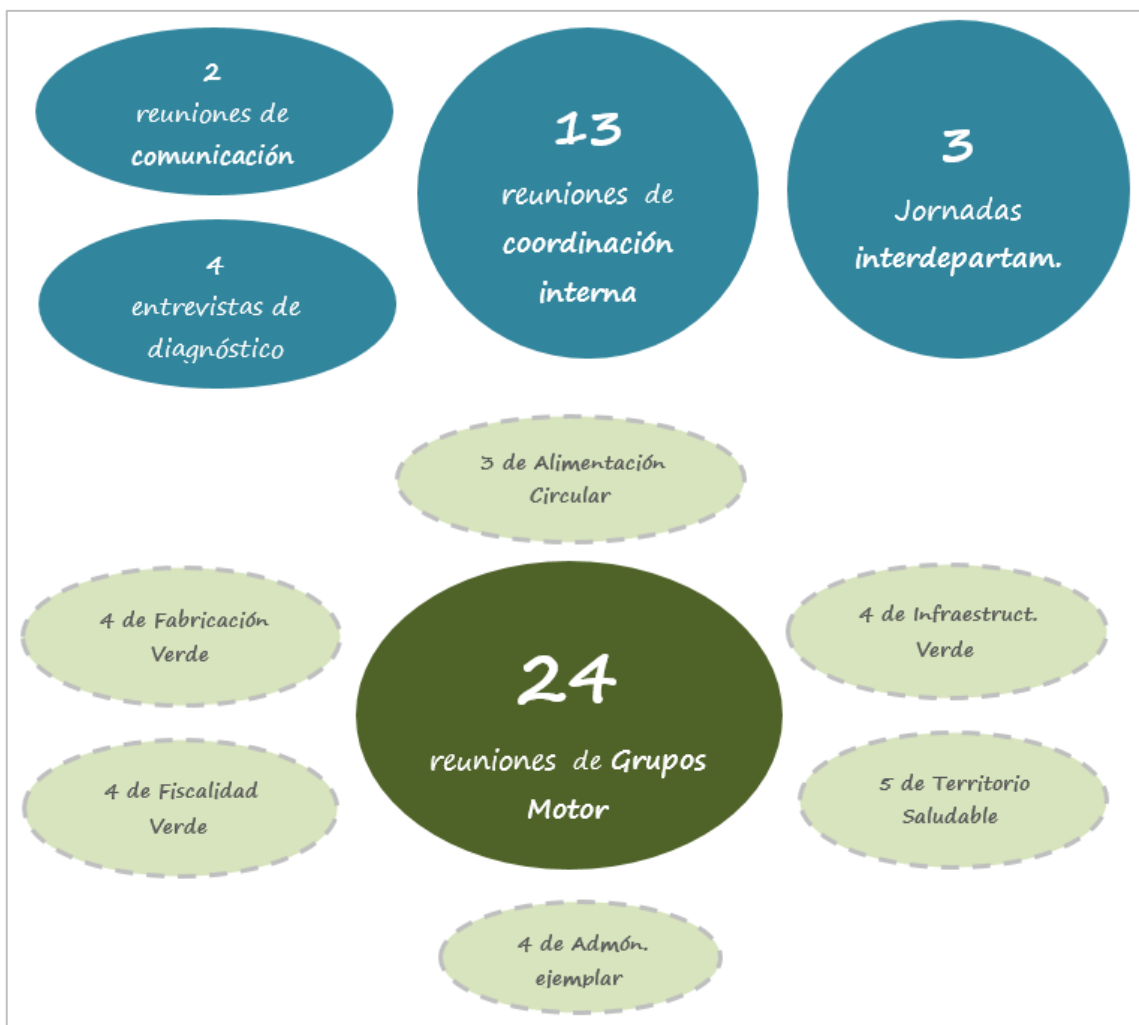 2
reuniones de
comunicación
4
entrevistas de
diagnóstico
13
reuniones de
coordinación
interna
3
Jornadas
interdepartam.
3 de Alimentación
Circular
4 de Fabricación
Verde
4 de Fiscalidad
Verde
24
reuniones de Grupos
Motor
4 de Infraestruct.
Verde
5 de Territorio
Saludable
4 de Admón.
ejemplar